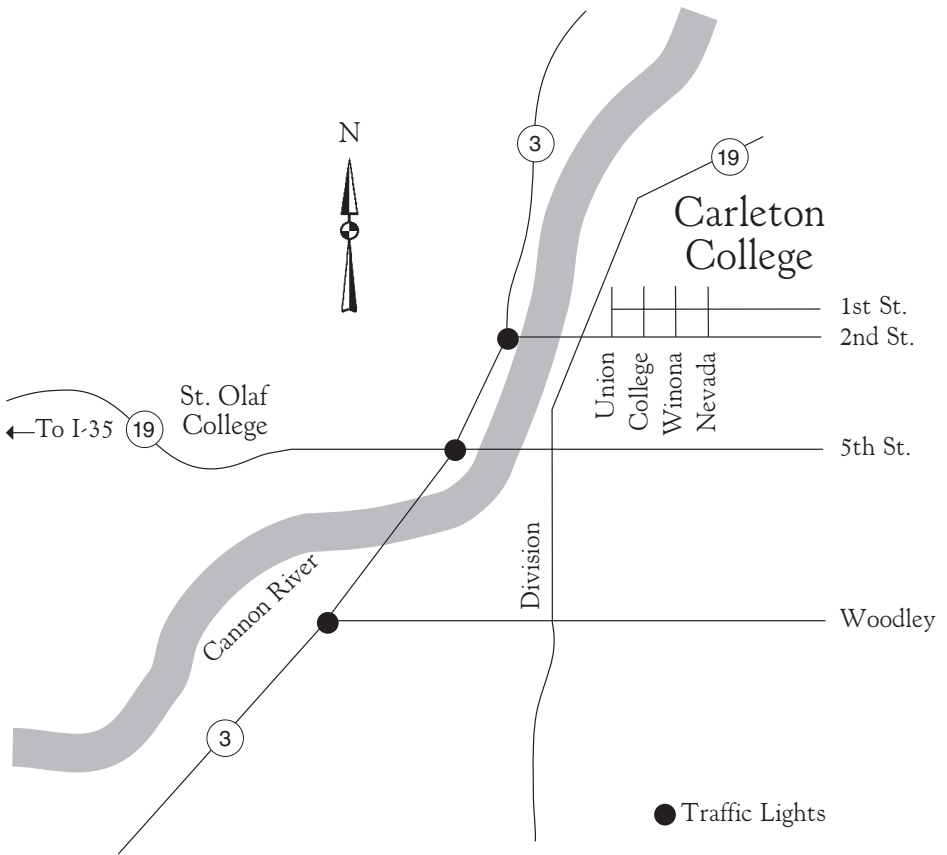 3
N
19
Carleton
College
1st St.
2nd St.
Union
College
Winona
Nevada
St. Olaf
College
To I-35
19
5th St.
Division
Cannon River
Woodley
3
Traffic Lights